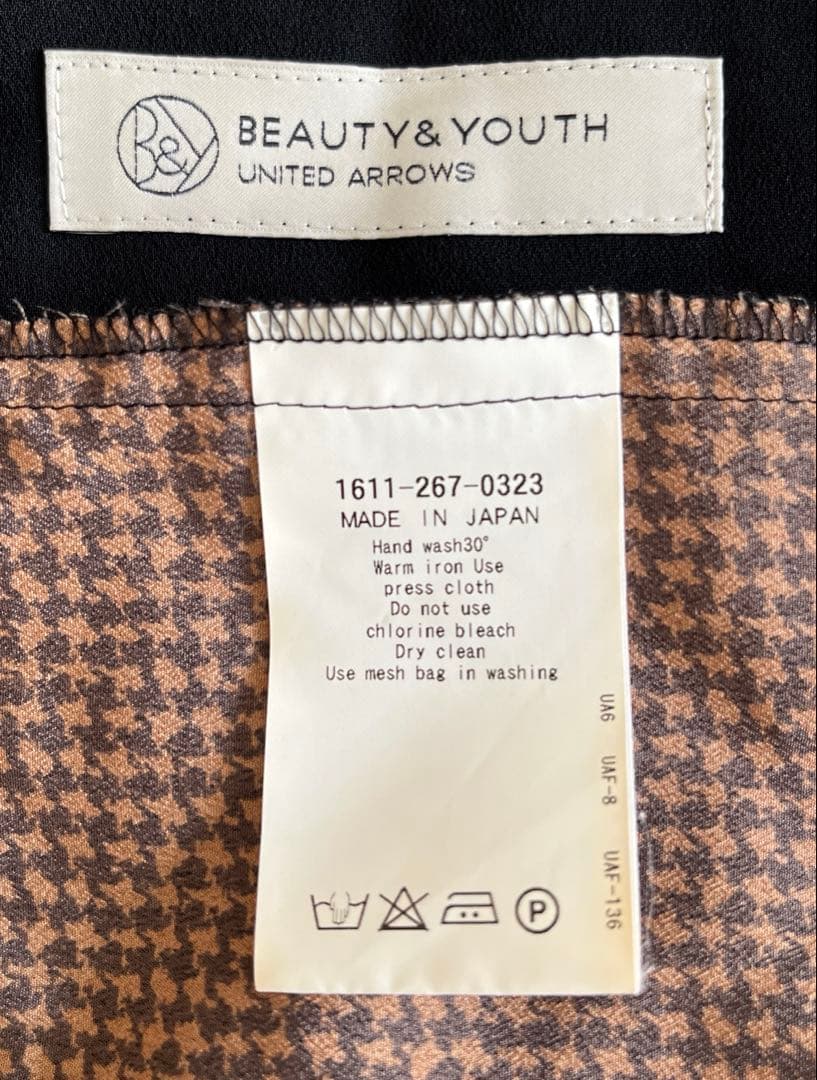 B&Y
BEAUTY&YOUTH
UNITED ARROWS
1611-267-0323
MADE IN JAPAN
Hand wash30°
Warm iron Use
press cloth
Do not use
chlorine bleach
Dry clean
Use mesh bag in washing
UA6 UAF-8 UAF-136
P